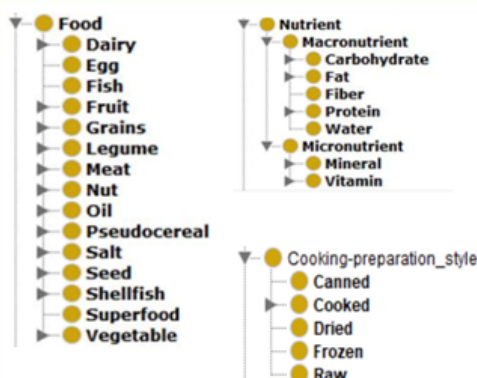 Food
Dairy
Egg
Fish
Fruit
Grains
Legume
Meat
Nut
Oil
Pseudocereal
Salt
Seed
Shellfish
Superfood
Vegetable
Nutrient
Macronutrient
Carbohydrate
Fat
Fiber
Protein
Water
Micronutrient
Mineral
Vitamin
Cooking-preparation_style
Canned
Cooked
Dried
Frozen
Raw